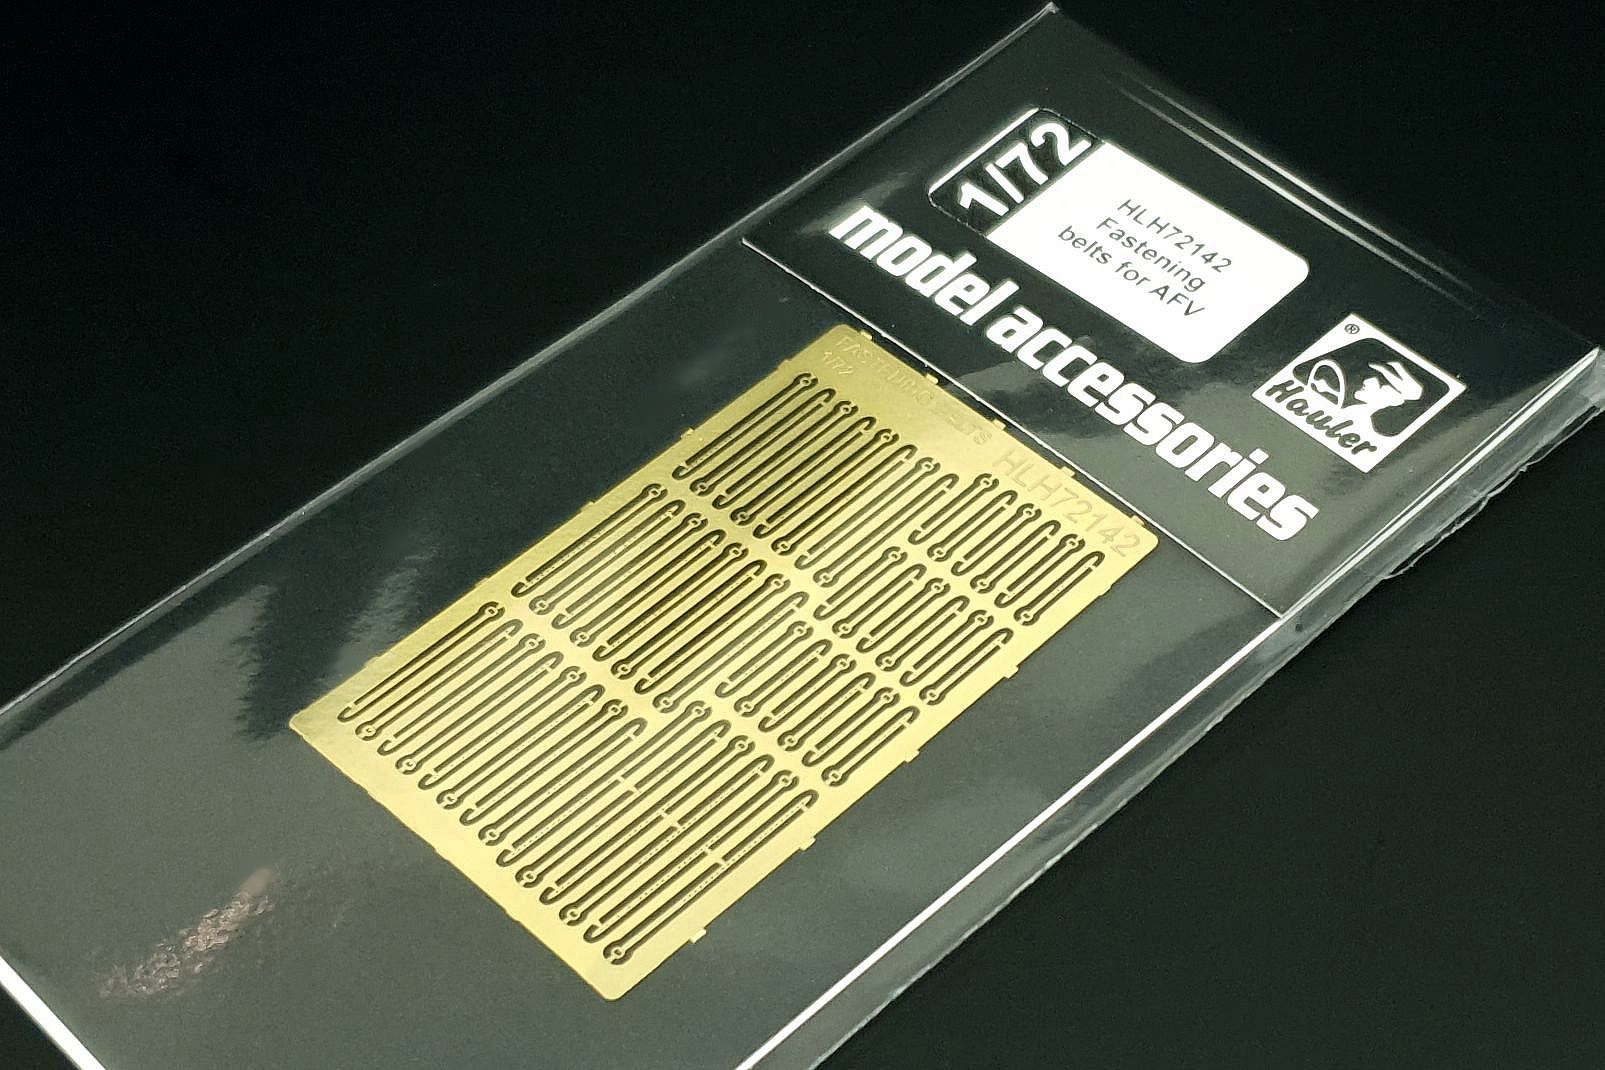 1/72
HLH72142
Fastening
belts for AFV
model accessories
®
Hauler
FASTENING BELTS
1/72
HLH72142